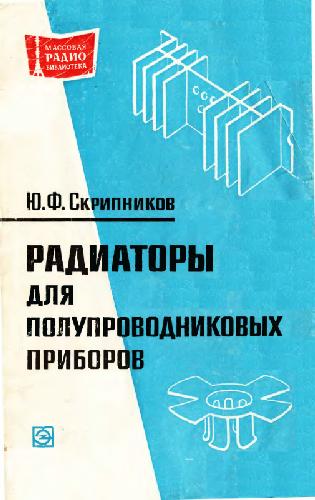 МАССОВАЯ
РАДИО
БИБЛИОТЕКА
Ю.Ф.Скрипников
РАДИАТОРЫ
ДЛЯ
ПОЛУПРОВОДНИКОВЫХ
ПРИБОРОВ